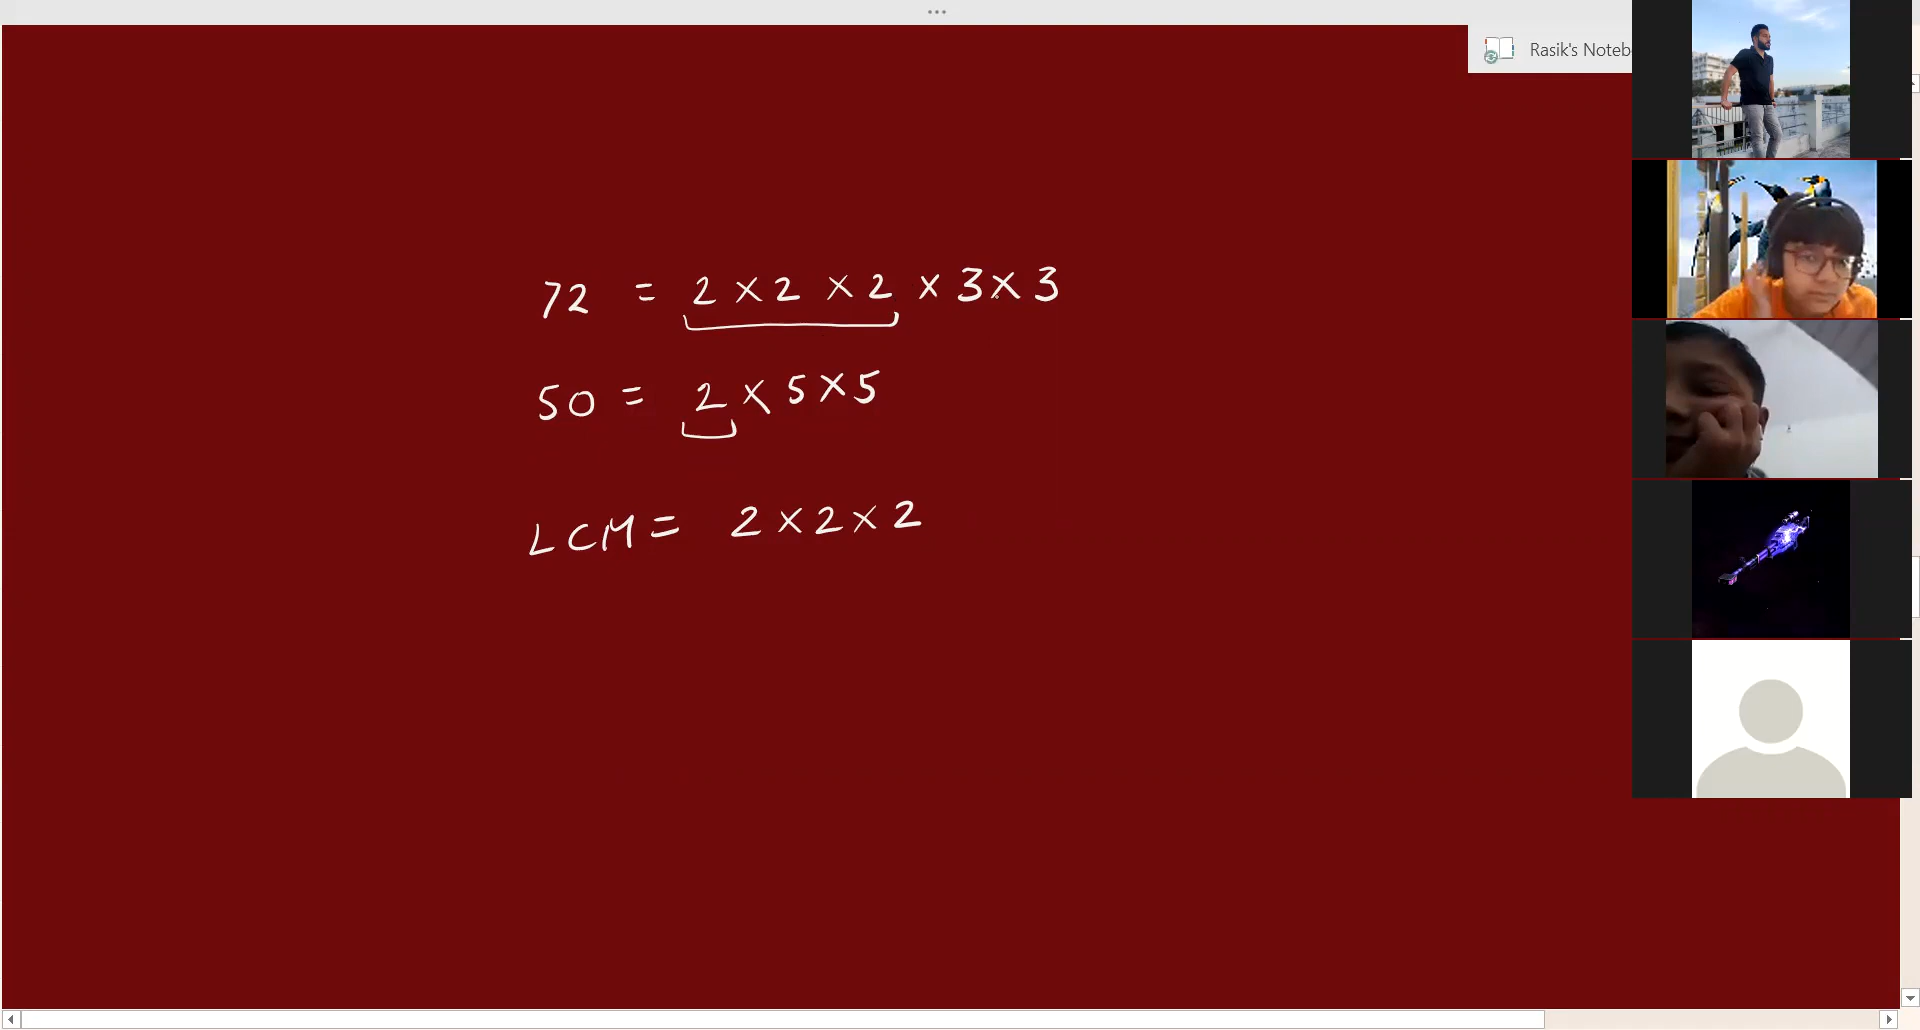 Rasik's Noteb
72 = 2 × 2 × 2 × 3 × 3
50 = 2 × 5 × 5
LCM = 2 × 2 × 2